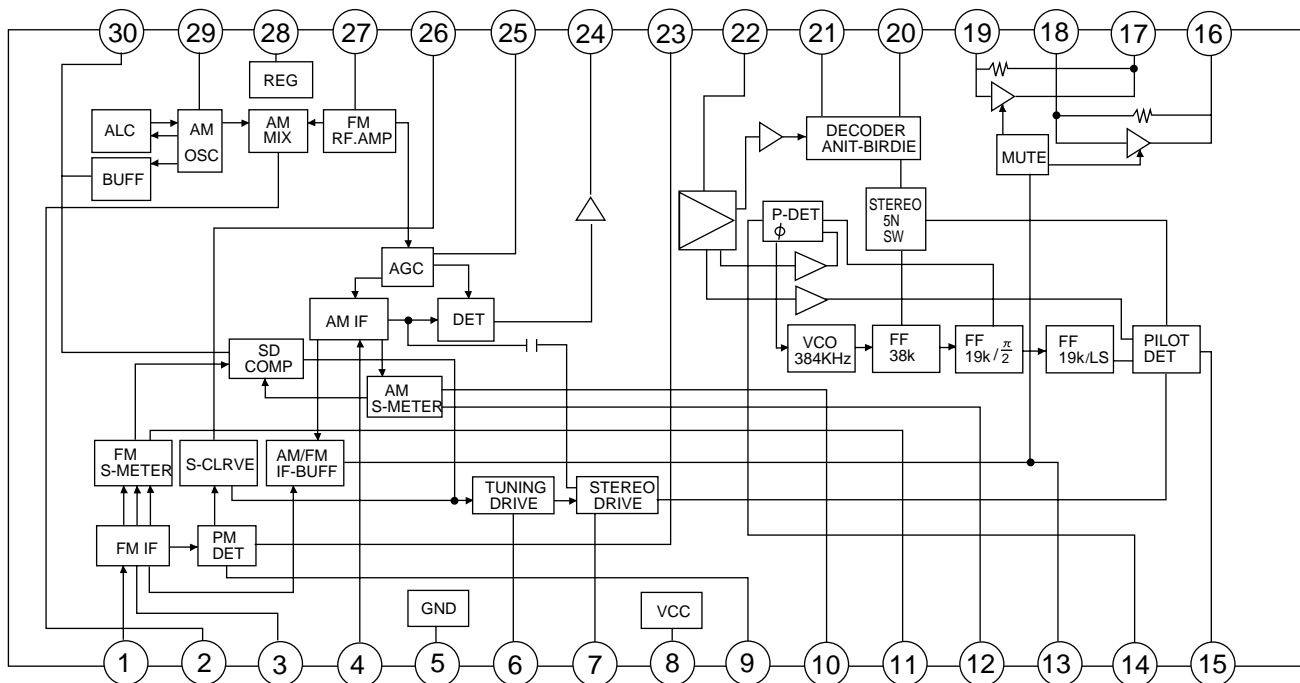 30 29 28 27 26 25 24 23 22 21 20 19 18 17 16
REG
ALC
AM
OSC
AM
MIX
FM
RF.AMP
DECODER
ANIT-BIRDIE
MUTE
BUFF
STEREO
5N
SW
P-DET
ϕ
AGC
AM IF
DET
SD
COMP
VCO
384KHz
FF
38k
FF
19k/π/2
FF
19k/LS
PILOT
DET
AM
S-METER
FM
S-METER
S-CLRVE
AM/FM
IF-BUFF
TUNING
DRIVE
STEREO
DRIVE
FM IF
PM
DET
GND
VCC
1 2 3 4 5 6 7 8 9 10 11 12 13 14 15